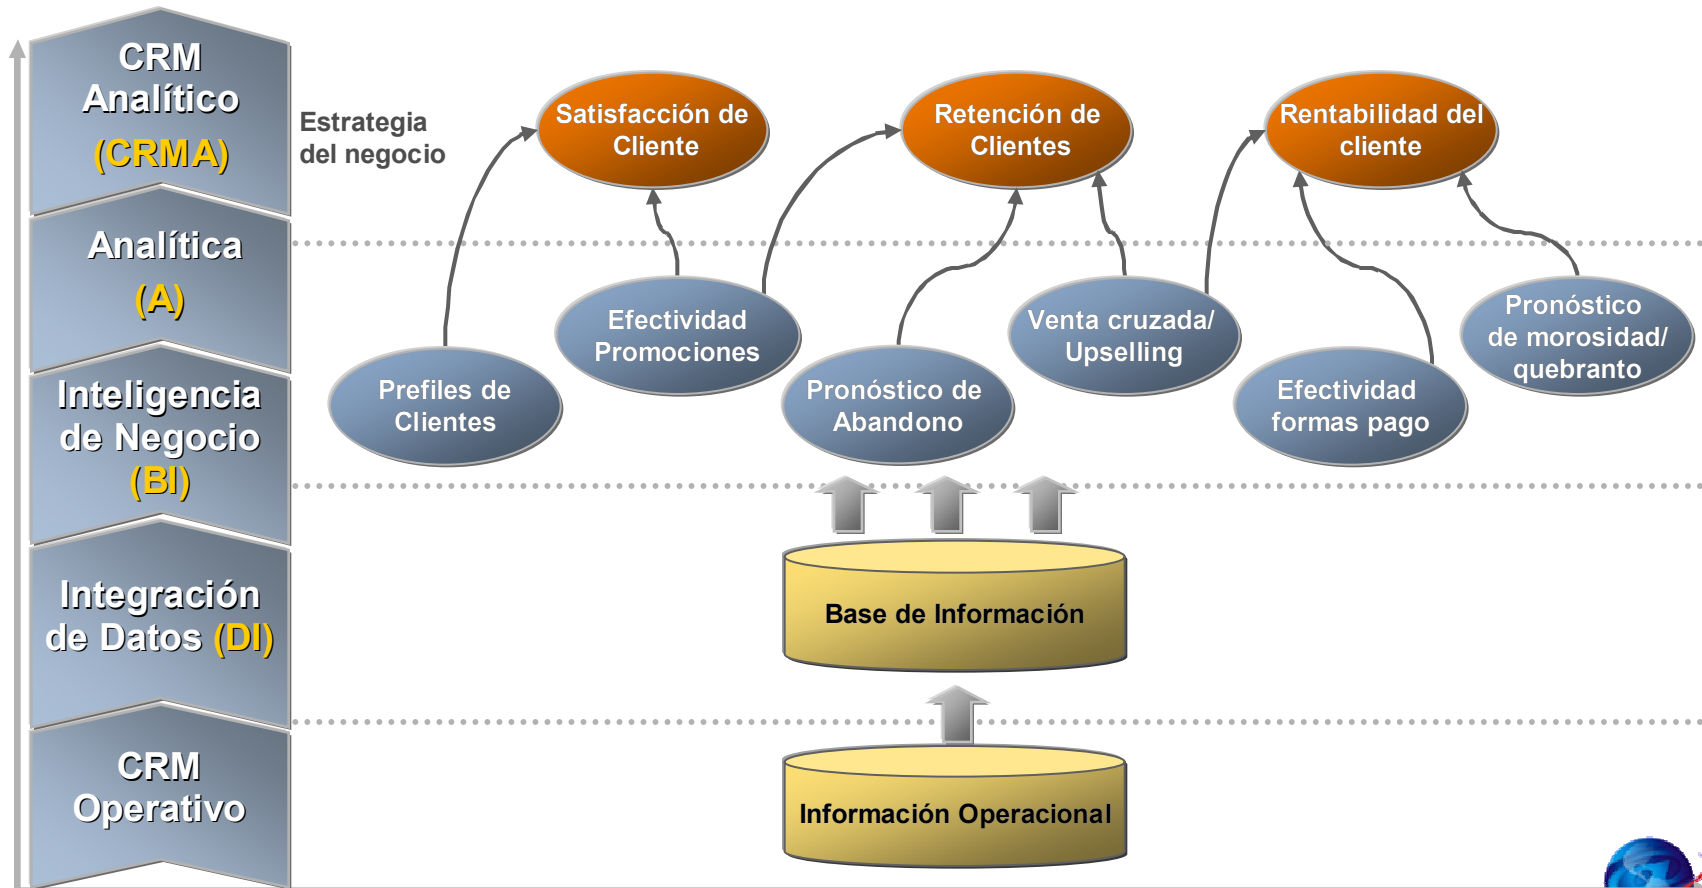 CRM
Analítico
(CRMA)
Estrategia
del negocio
Satisfacción de
Cliente
Retención de
Clientes
Rentabilidad del
cliente
Analítica
(A)
Efectividad
Promociones
Venta cruzada/
Upselling
Pronóstico
de morosidad/
quebranto
Inteligencia
de Negocio
(BI)
Prefiles de
Clientes
Pronóstico de
Abandono
Efectividad
formas pago
Integración
de Datos (DI)
Base de Información
CRM
Operativo
Información Operacional